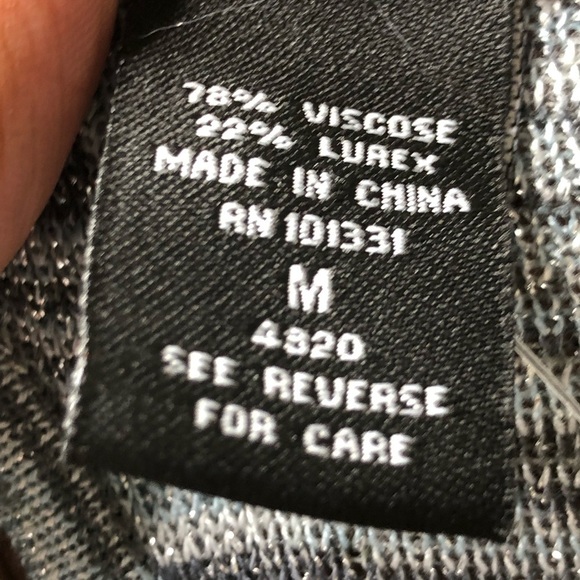 78% VISCOSE
22% LUREX
MADE IN CHINA
RN 101331
M
4820
SEE REVERSE
FOR CARE